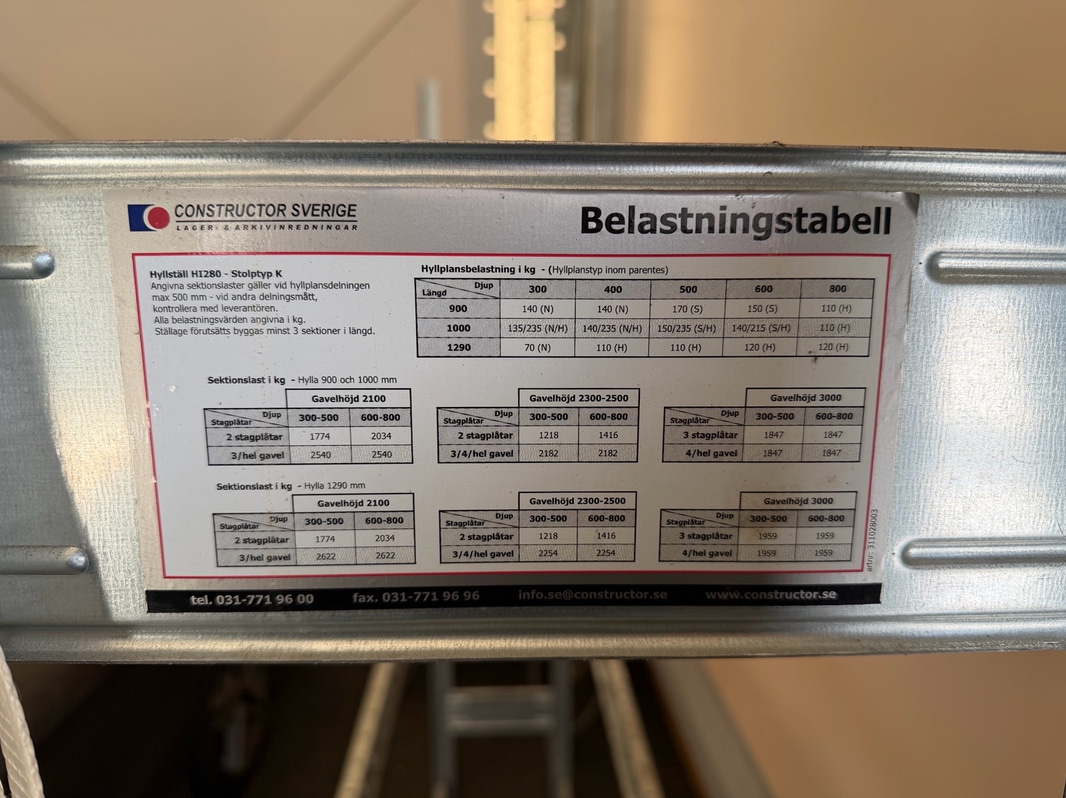 CONSTRUCTOR SVERIGE
LAGER- & ARKIVINREDNINGAR
Belastningstabell
Hyllställ HI280 - Stolptyp K
Angivna sektionslaster gäller vid hyllplansdelningen
max 500 mm - vid andra delningsmått,
kontrollera med leverantören.
Alla belastningsvärden angivna i kg.
Ställage förutsätts byggas minst 3 sektioner i längd.
Hyllplansbelastning i kg - (Hyllplanstyp inom parentes)
Längd Djup 300 400 500 600 800
900 140 (N) 140 (N) 170 (S) 150 (S) 110 (H)
1000 135/235 (N/H) 140/235 (N/H) 150/235 (S/H) 140/215 (S/H) 110 (H)
1290 70 (N) 110 (H) 110 (H) 120 (H) 120 (H)
Sektionslast i kg - Hylla 900 och 1000 mm
Gavelhöjd 2100
Stagplåtar Djup 300-500 600-800
2 stagplåtar 1774 2034
3/hel gavel 2540 2540
Gavelhöjd 2300-2500
Stagplåtar Djup 300-500 600-800
2 stagplåtar 1218 1416
3/4/hel gavel 2182 2182
Gavelhöjd 3000
Stagplåtar Djup 300-500 600-800
3 stagplåtar 1847 1847
4/hel gavel 1847 1847
Sektionslast i kg - Hylla 1290 mm
Gavelhöjd 2100
Stagplåtar Djup 300-500 600-800
2 stagplåtar 1774 2034
3/hel gavel 2622 2622
Gavelhöjd 2300-2500
Stagplåtar Djup 300-500 600-800
2 stagplåtar 1218 1416
3/4/hel gavel 2254 2254
Gavelhöjd 3000
Stagplåtar Djup 300-500 600-800
3 stagplåtar 1959 1959
4/hel gavel 1959 1959
artnr: 311028003
tel. 031-771 96 00 fax. 031-771 96 96 info.se@constructor.se www.constructor.se